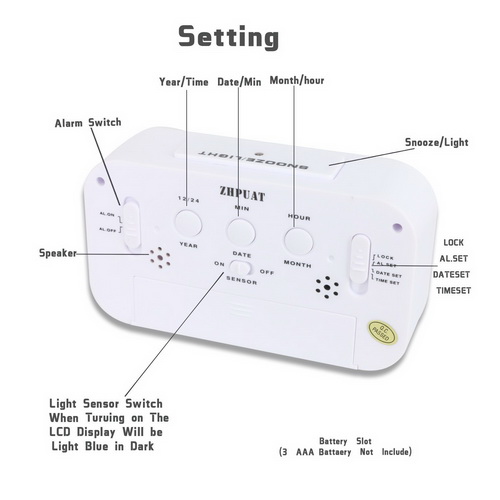 Setting
Year/Time Date/Min Month/hour
Alarm Switch
Snooze/Light
SNOOZE/LIGHT
ZHPUAT
12/24
MIN
HOUR
AL.ON
AL.OFF
YEAR
DATE
MONTH
ON
OFF
SENSOR
LOCK
AL.SET
DATE SET
TIME SET
Speaker
LOCK
AL.SET
DATESET
TIMESET
Q.C.
PASSED
Light Sensor Switch
When Turuing on The
LCD Display Will be
Light Blue in Dark
Battery Slot
(3 AAA Battaery Not Include)